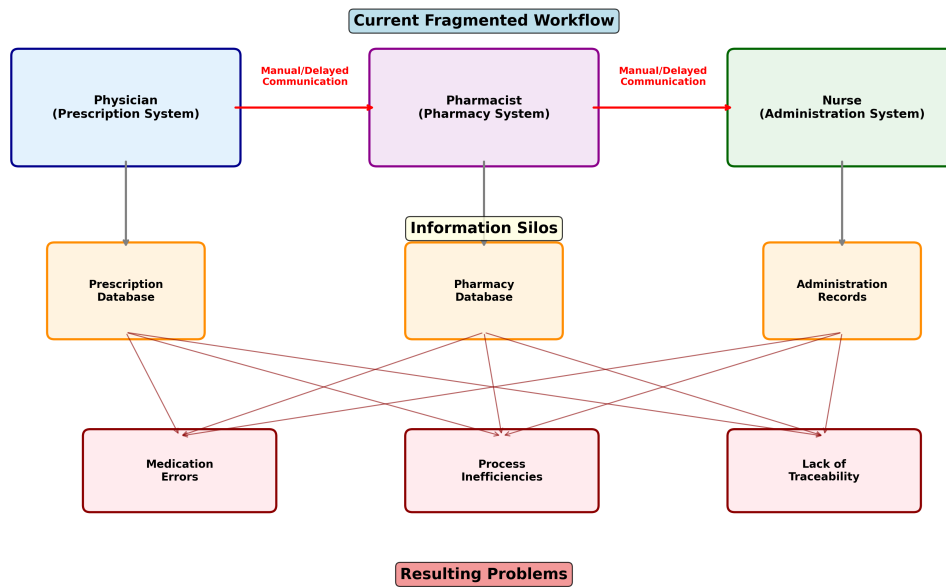 Current Fragmented Workflow
Manual/Delayed
Communication
Manual/Delayed
Communication
Physician
(Prescription System)
Pharmacist
(Pharmacy System)
Nurse
(Administration System)
Information Silos
Prescription
Database
Pharmacy
Database
Administration
Records
Medication
Errors
Process
Inefficiencies
Lack of
Traceability
Resulting Problems